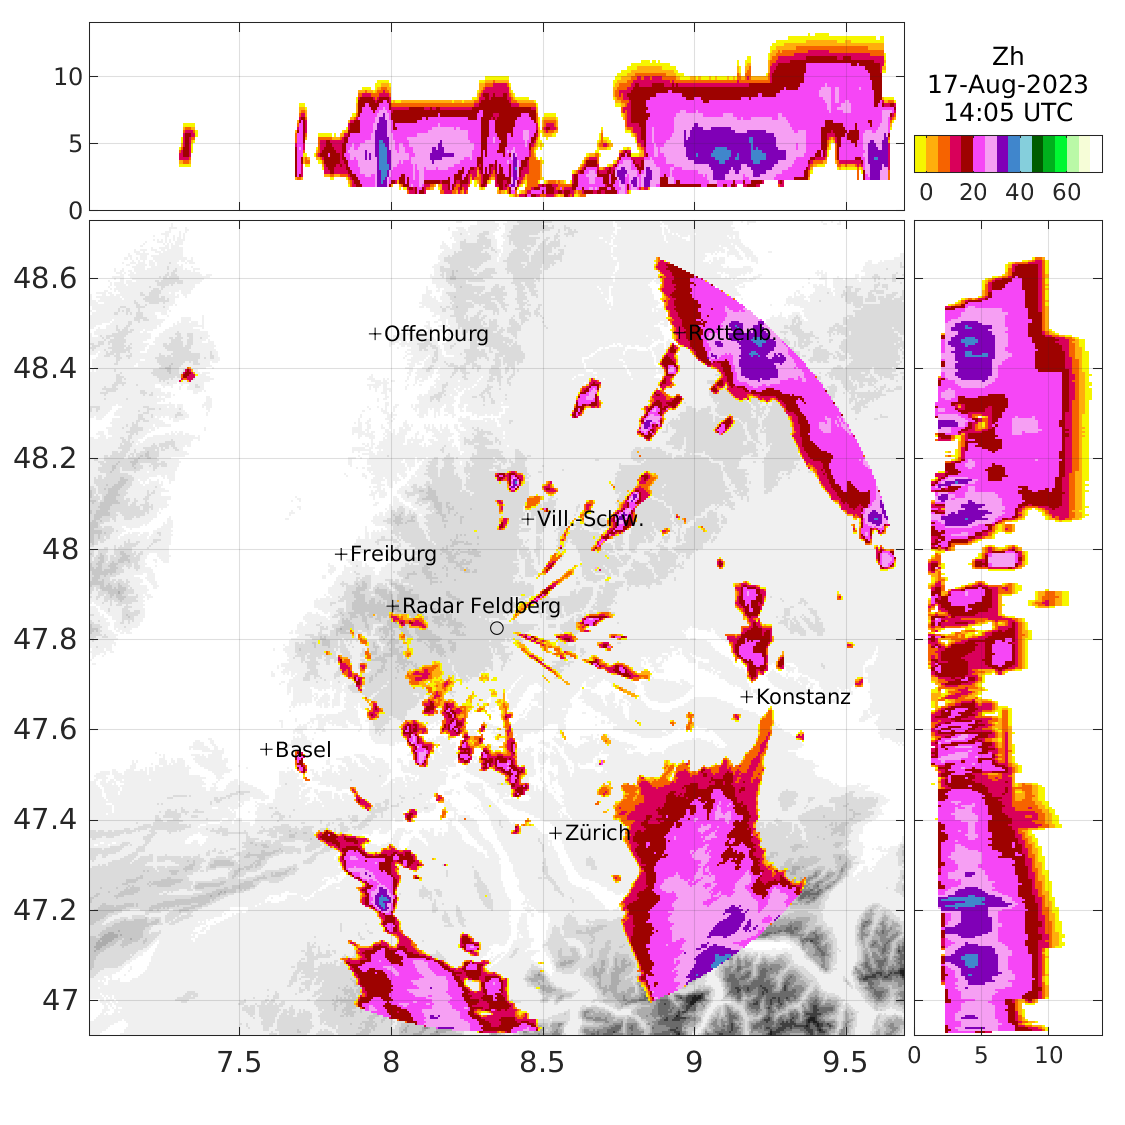 10
5
0
Zh
17-Aug-2023
14:05 UTC
0 20 40 60
48.6
48.4
48.2
48
47.8
47.6
47.4
47.2
47
Offenburg
Rottenb.
Vill.-Schw.
Freiburg
Radar Feldberg
Konstanz
Basel
Zürich
7.5 8 8.5 9 9.5
0 5 10